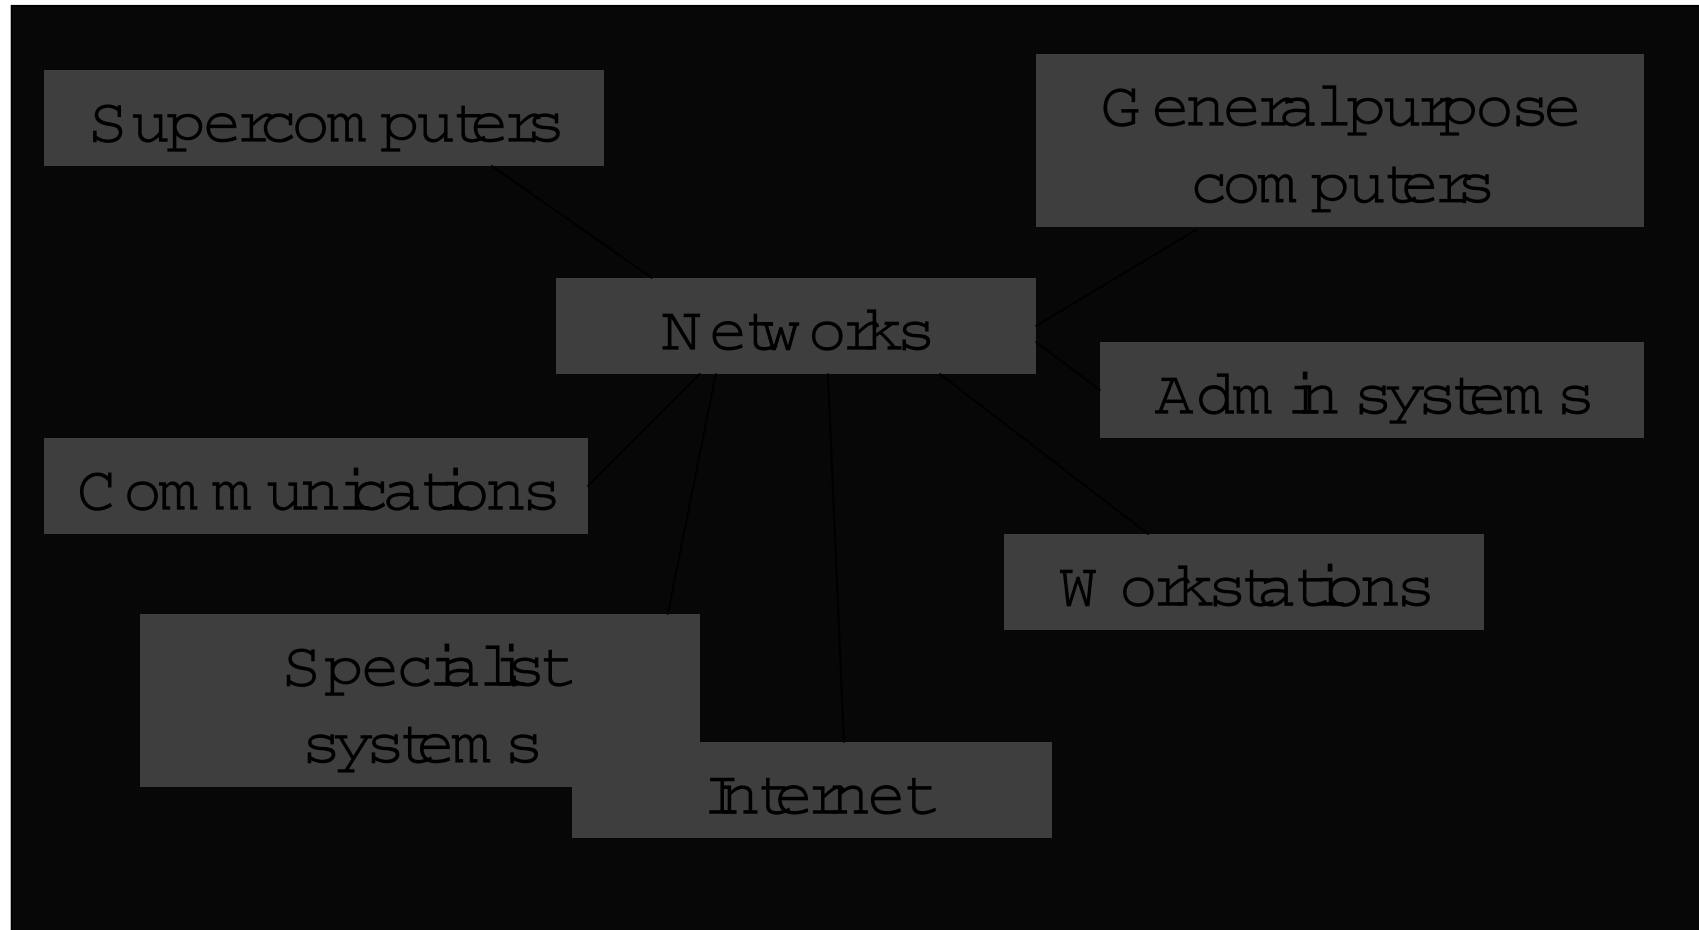 Supercomputers
General purpose
computers
Networks
Admin systems
Communications
Workstations
Specialist
systems
Internet